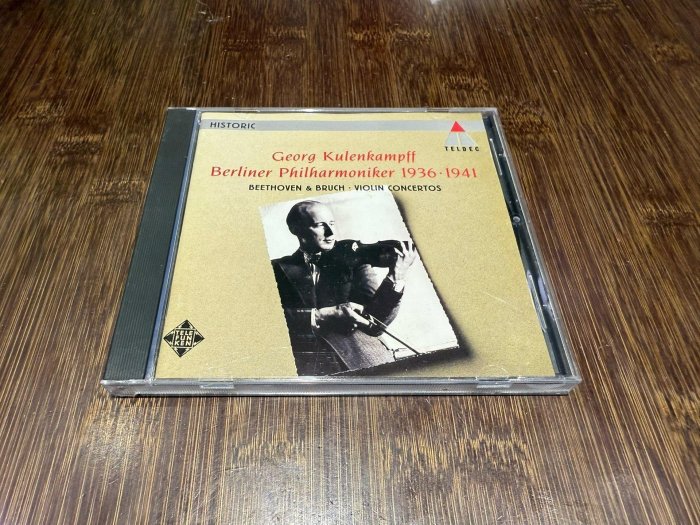 HISTORIC
TELDEC
Georg Kulenkampff
Berliner Philharmoniker 1936·1941
BEETHOVEN & BRUCH · VIOLIN CONCERTOS
TELE
FUN
KEN